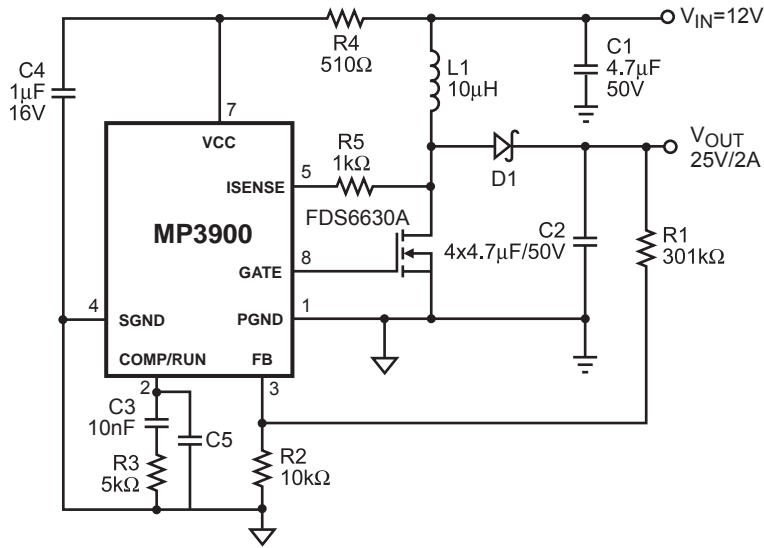 V_IN=12V
R4
510Ω
C4
1µF
16V
L1
10µH
C1
4.7µF
50V
7
VCC
R5
1kΩ
5
ISENSE
V_OUT
25V/2A
D1
FDS6630A
MP3900
8
GATE
C2
4x4.7µF/50V
R1
301kΩ
4
SGND
1
PGND
COMP/RUN
FB
2
3
C3
10nF
C5
R3
5kΩ
R2
10kΩ